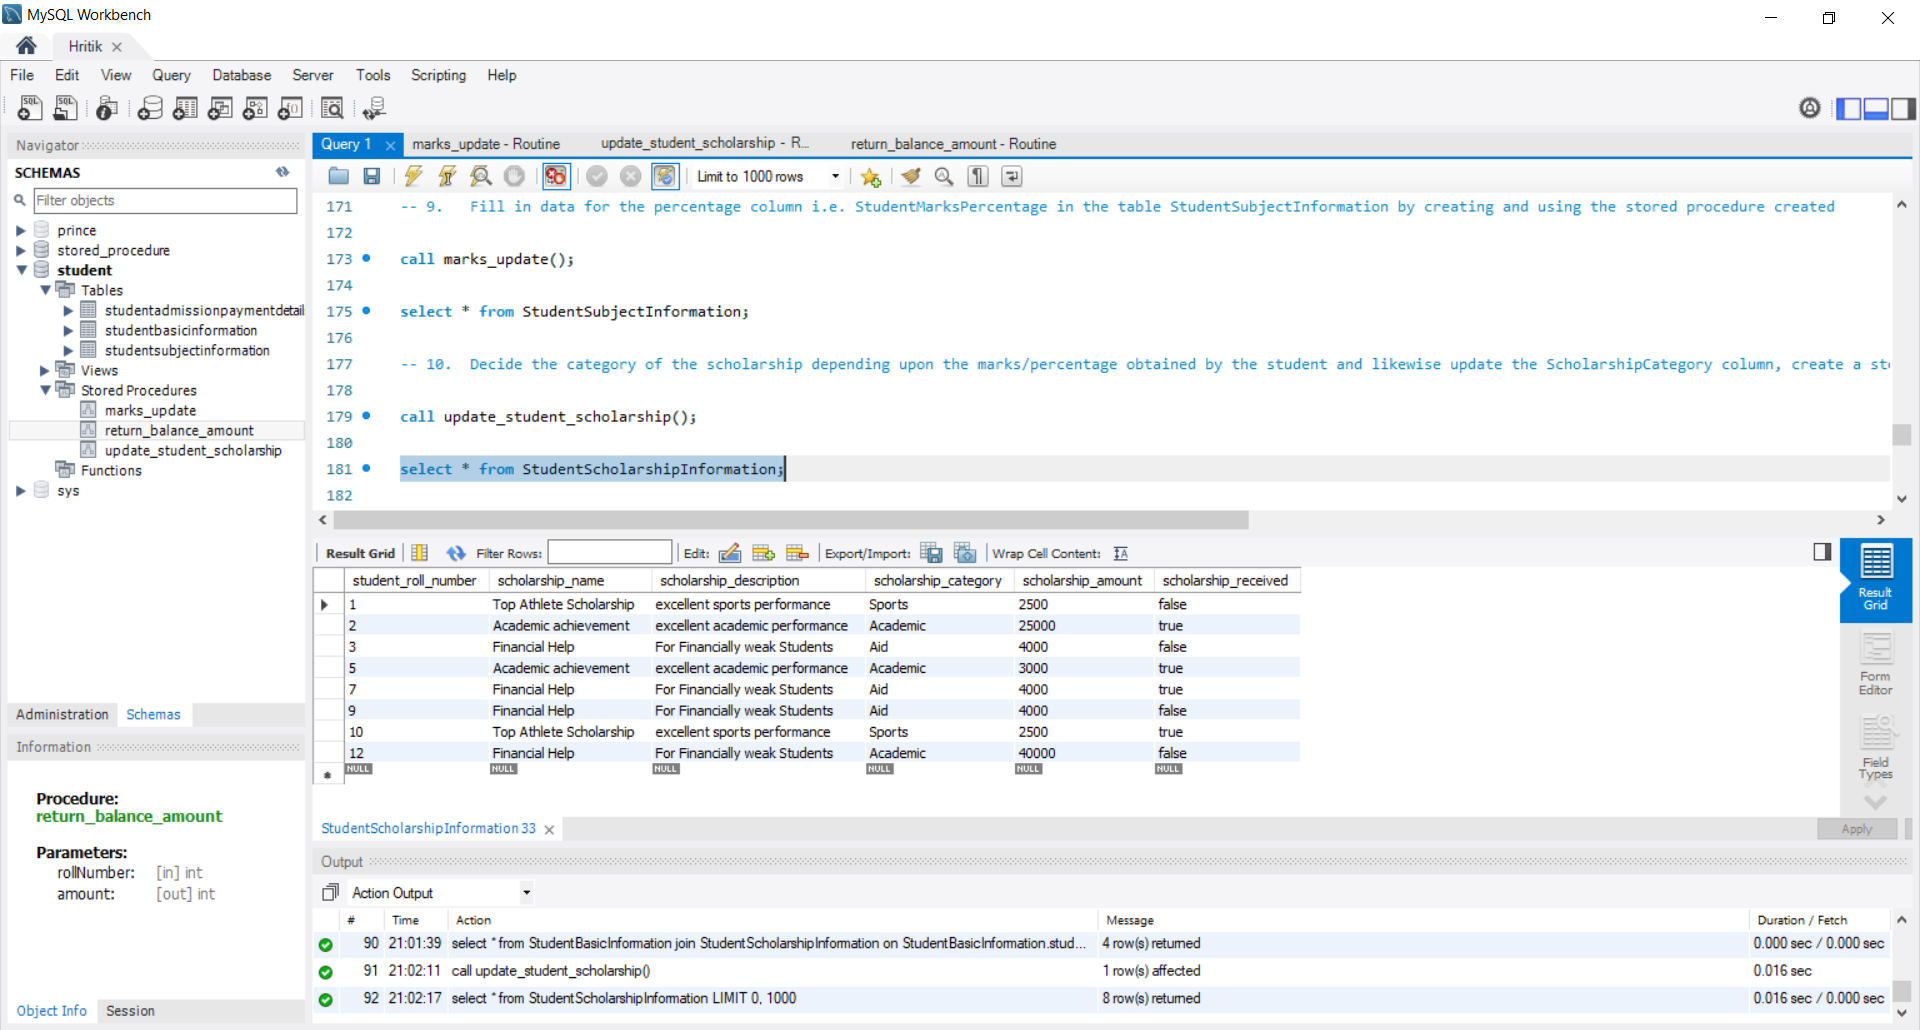 MySQL Workbench
Hritik
File Edit View Query Database Server Tools Scripting Help
Navigator
SCHEMAS
Filter objects
prince
stored_procedure
student
Tables
studentadmissionpaymentdetail
studentbasicinformation
studentsubjectinformation
Views
Stored Procedures
marks_update
return_balance_amount
update_student_scholarship
Functions
sys
Administration Schemas
Information
Procedure:
return_balance_amount
Parameters:
rollNumber: [in] int
amount: [out] int
Object Info Session
Query 1 marks_update - Routine update_student_scholarship - R... return_balance_amount - Routine
Limit to 1000 rows
171 -- 9. Fill in data for the percentage column i.e. StudentMarksPercentage in the table StudentSubjectInformation by creating and using the stored procedure created
172
173 call marks_update();
174
175 select * from StudentSubjectInformation;
176
177 -- 10. Decide the category of the scholarship depending upon the marks/percentage obtained by the student and likewise update the ScholarshipCategory column, create a st
178
179 call update_student_scholarship();
180
181 select * from StudentScholarshipInformation;
182
Result Grid Filter Rows: Edit: Export/Import: Wrap Cell Content:
student_roll_number scholarship_name scholarship_description scholarship_category scholarship_amount scholarship_received
1 Top Athlete Scholarship excellent sports performance Sports 2500 false
2 Academic achievement excellent academic performance Academic 25000 true
3 Financial Help For Financially weak Students Aid 4000 false
5 Academic achievement excellent academic performance Academic 3000 true
7 Financial Help For Financially weak Students Aid 4000 true
9 Financial Help For Financially weak Students Aid 4000 false
10 Top Athlete Scholarship excellent sports performance Sports 2500 true
12 Financial Help For Financially weak Students Academic 40000 false
NULL NULL NULL NULL NULL NULL
Result
Grid
Form
Editor
Field
Types
StudentScholarshipInformation 33
Apply
Output
Action Output
# Time Action Message Duration / Fetch
90 21:01:39 select * from StudentBasicInformation join StudentScholarshipInformation on StudentBasicInformation.stud... 4 row(s) returned 0.000 sec / 0.000 sec
91 21:02:11 call update_student_scholarship() 1 row(s) affected 0.016 sec
92 21:02:17 select * from StudentScholarshipInformation LIMIT 0, 1000 8 row(s) returned 0.016 sec / 0.000 sec